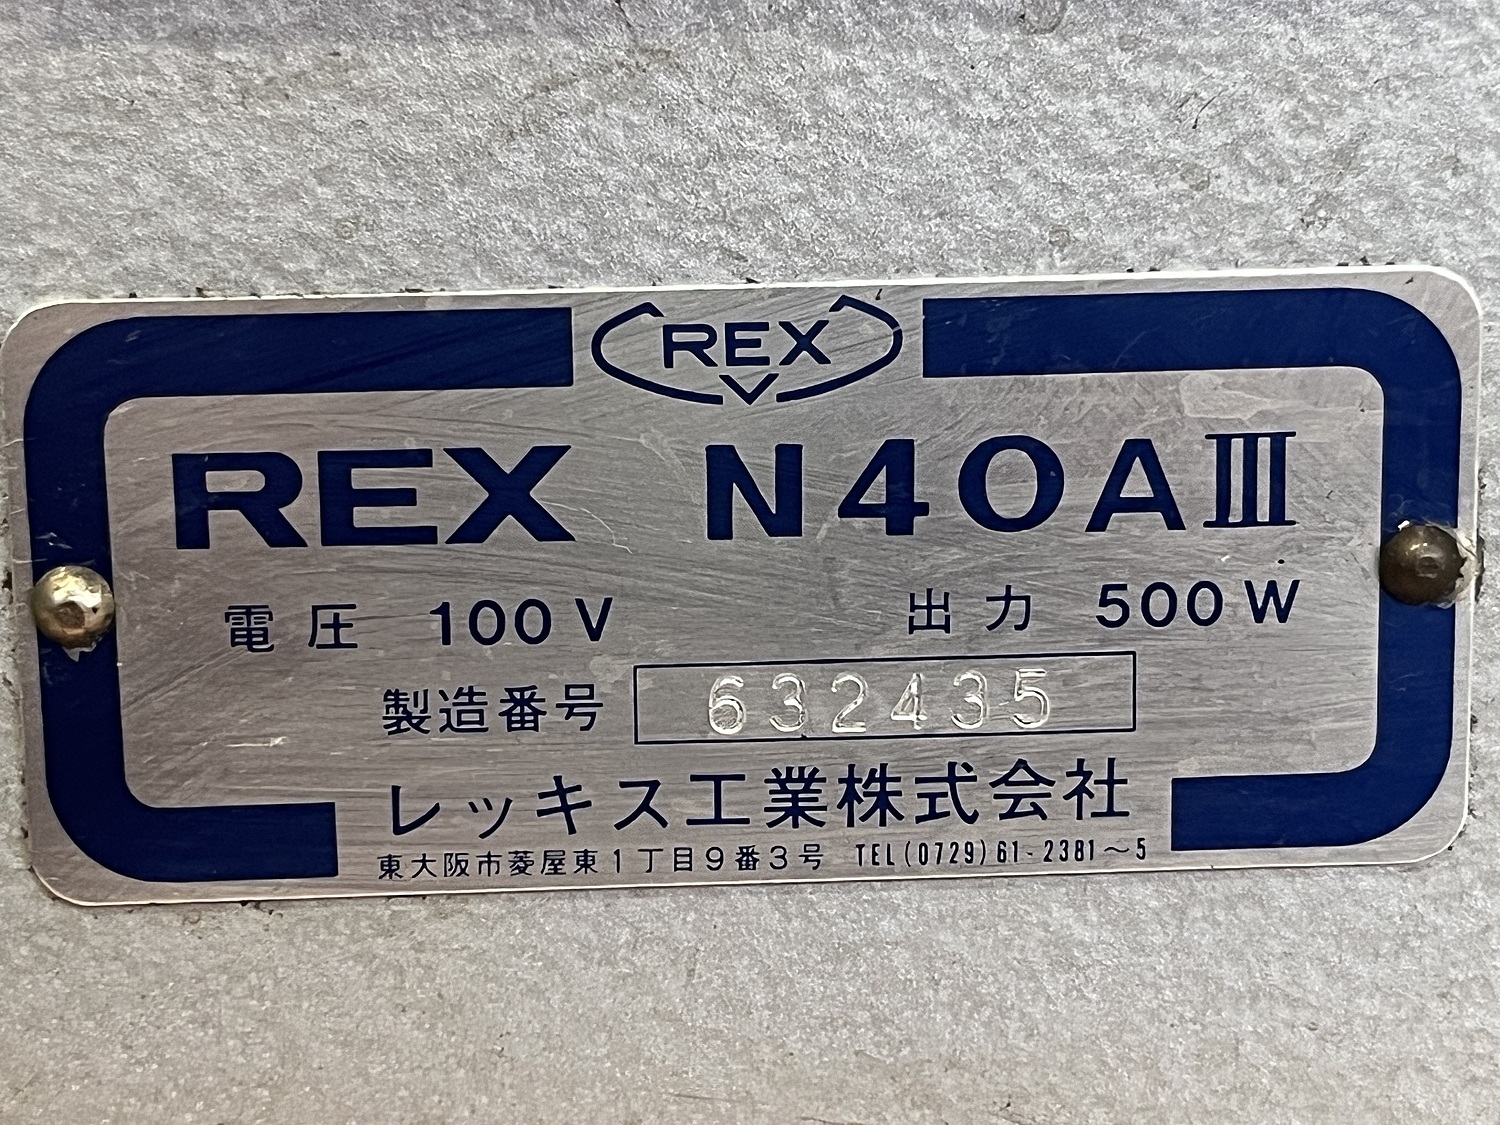 REX
REX N40AⅢ
電圧 100V 出力 500W
製造番号 632435
レッキス工業株式会社
東大阪市菱屋東1丁目9番3号 TEL(0729)61-2381～5